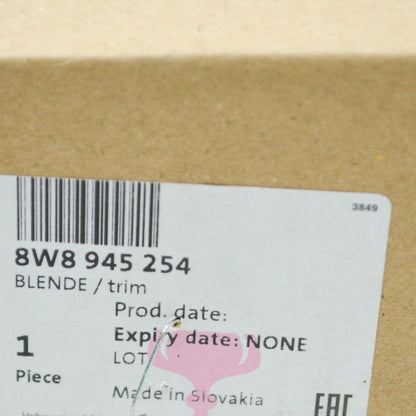 3649
8W8 945 254
BLENDE / trim
Prod. date:
Expiry date: NONE
LOT
1
Piece
Made in Slovakia
EAC